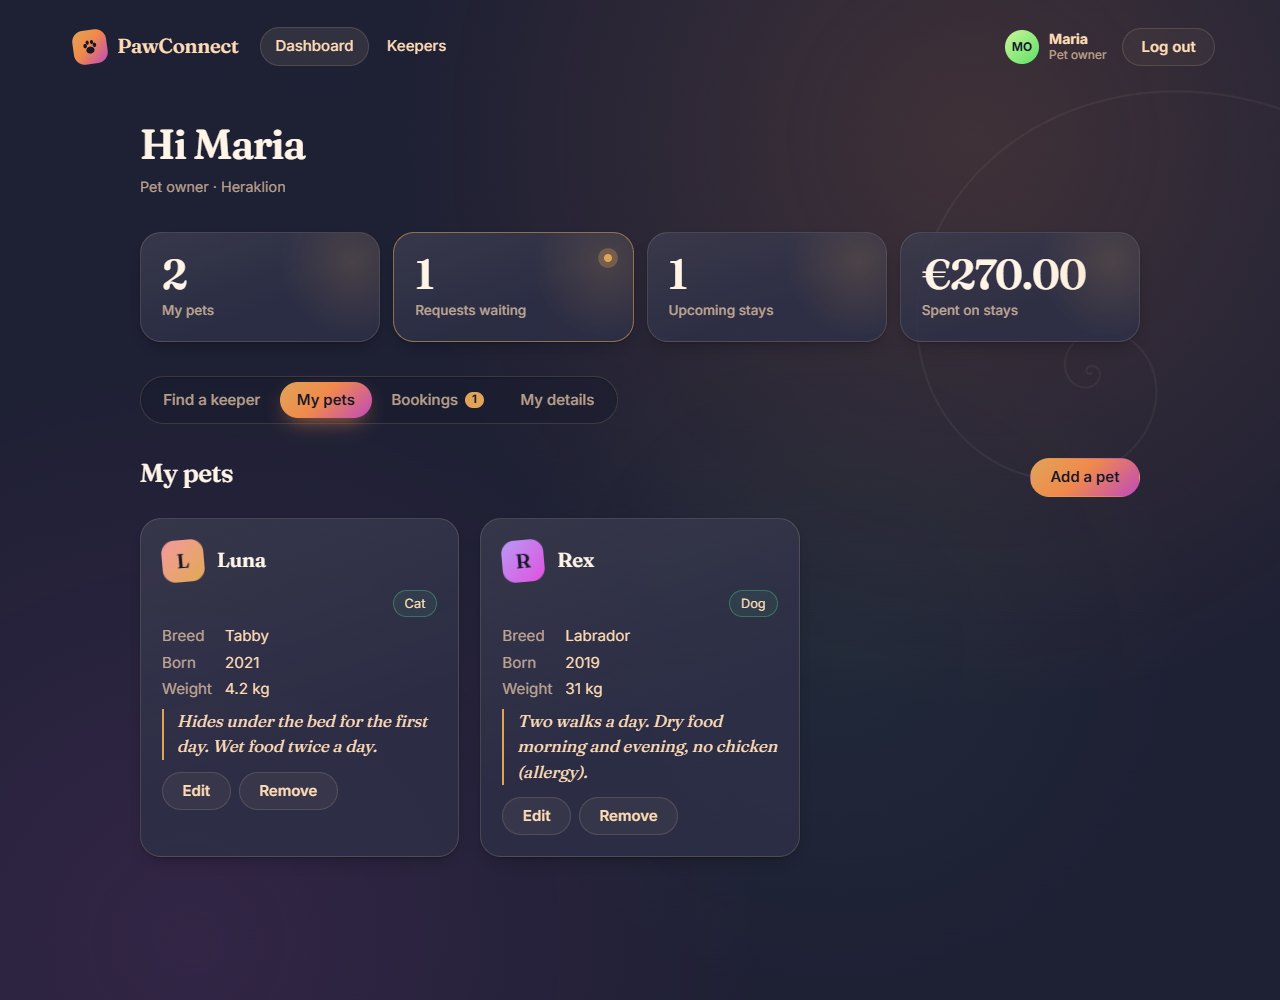 PawConnect
Dashboard
Keepers
MO
Maria
Pet owner
Log out
Hi Maria
Pet owner · Heraklion
2
My pets
1
Requests waiting
1
Upcoming stays
€270.00
Spent on stays
Find a keeper
My pets
Bookings 1
My details
My pets
Add a pet
L
Luna
Cat
Breed Tabby
Born 2021
Weight 4.2 kg
Hides under the bed for the first
day. Wet food twice a day.
Edit
Remove
R
Rex
Dog
Breed Labrador
Born 2019
Weight 31 kg
Two walks a day. Dry food
morning and evening, no chicken
(allergy).
Edit
Remove